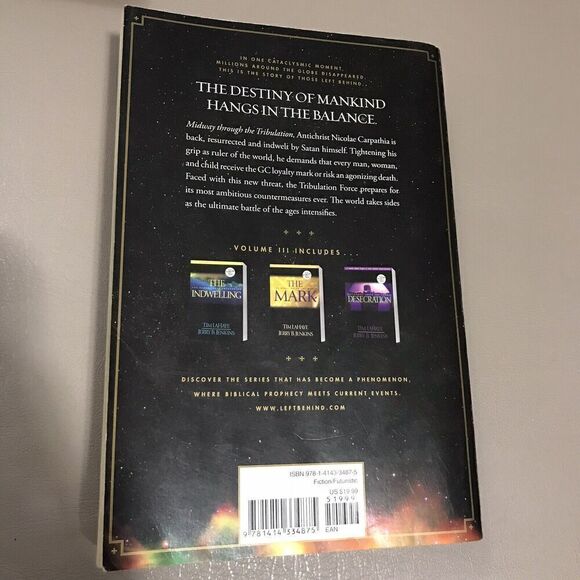 IN ONE CATACLYSMIC MOMENT,
MILLIONS AROUND THE GLOBE DISAPPEARED.
THIS IS THE STORY OF THOSE LEFT BEHIND...
THE DESTINY OF MANKIND
HANGS IN THE BALANCE.
Midway through the Tribulation, Antichrist Nicolae Carpathia is
back, resurrected and indwelt by Satan himself. Tightening his
grip as ruler of the world, he demands that every man, woman,
and child receive the GC loyalty mark or risk an agonizing death.
Faced with this new threat, the Tribulation Force prepares for
its most ambitious countermeasures ever. The world takes sides
as the ultimate battle of the ages intensifies.
VOLUME III INCLUDES...
THE
INDWELLING
TIM LAHAYE
JERRY B. JENKINS
THE
MARK
TIM LAHAYE
JERRY B. JENKINS
DESECRATION
TIM LAHAYE
JERRY B. JENKINS
DISCOVER THE SERIES THAT HAS BECOME A PHENOMENON,
WHERE BIBLICAL PROPHECY MEETS CURRENT EVENTS.
WWW.LEFTBEHIND.COM
ISBN 978-1-4143-3487-5
Fiction/Futuristic
US $19.99
51999
9781414334875
EAN